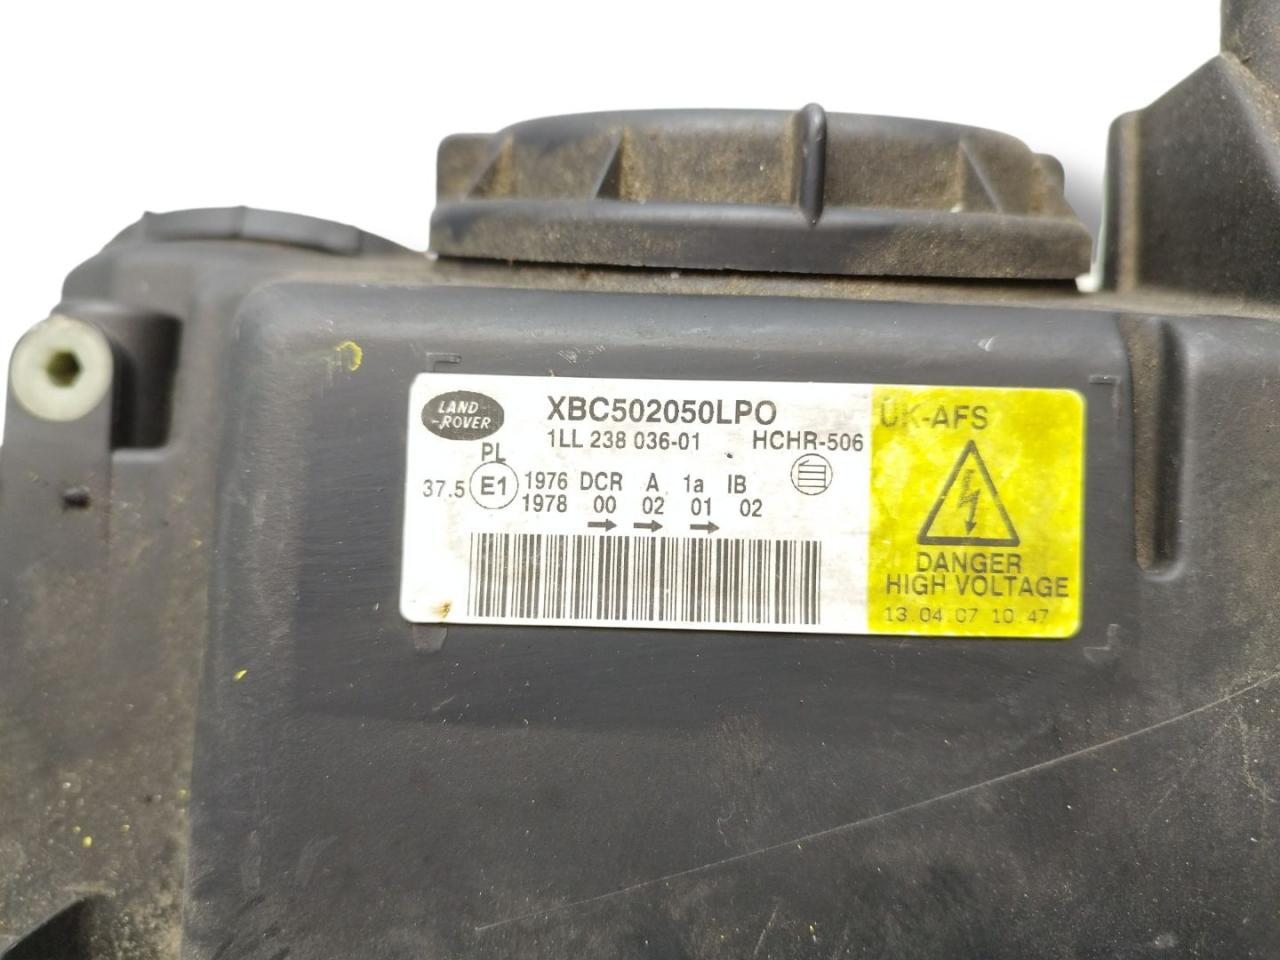 LAND
-ROVER
XBC502050LPO
1LL 238 036-01 HCHR-506
PL
37.5 E1 1976 DCR A 1a IB
1978 00 02 01 02
UK-AFS
DANGER
HIGH VOLTAGE
13.04.07 10.47